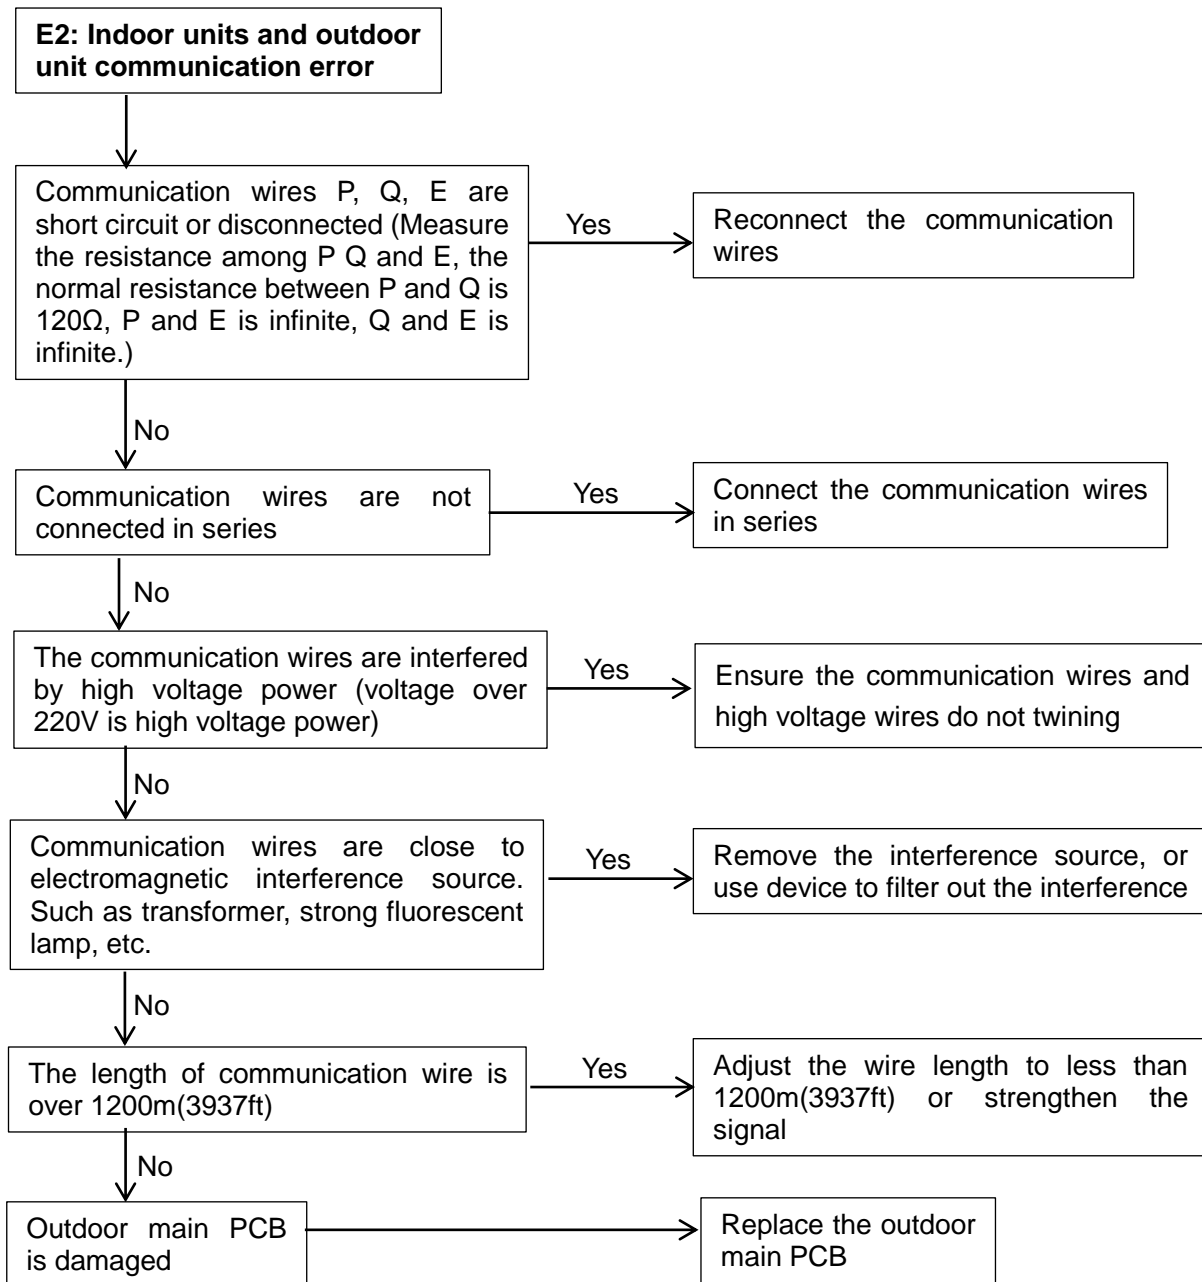 E2: Indoor units and outdoor
unit communication error
Communication wires P, Q, E are
short circuit or disconnected (Measure
the resistance among P Q and E, the
normal resistance between P and Q is
120Ω, P and E is infinite, Q and E is
infinite.)
Yes
Reconnect the communication
wires
No
Communication wires are not
connected in series
Yes
Connect the communication wires
in series
No
The communication wires are interfered
by high voltage power (voltage over
220V is high voltage power)
Yes
Ensure the communication wires and
high voltage wires do not twining
No
Communication wires are close to
electromagnetic interference source.
Such as transformer, strong fluorescent
lamp, etc.
Yes
Remove the interference source, or
use device to filter out the interference
No
The length of communication wire is
over 1200m(3937ft)
Yes
Adjust the wire length to less than
1200m(3937ft) or strengthen the
signal
No
Outdoor main PCB
is damaged
Replace the outdoor
main PCB